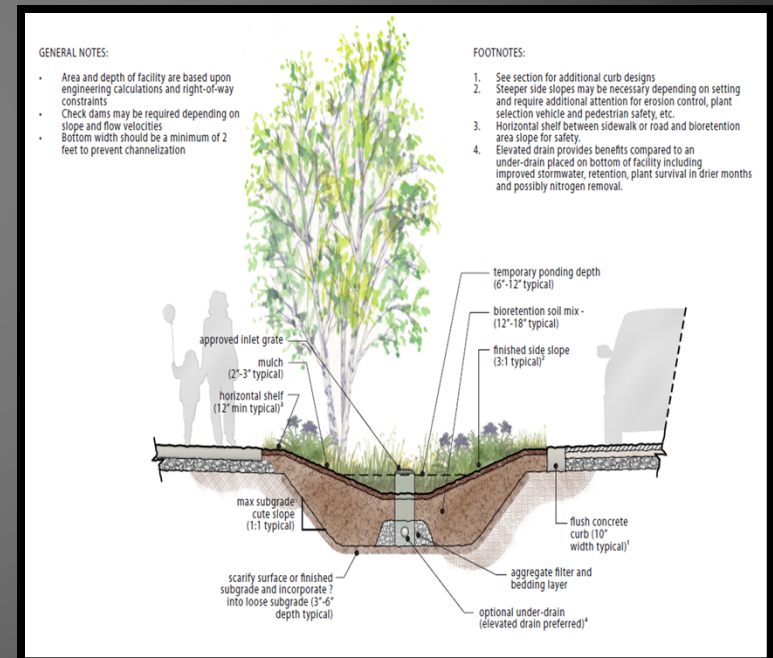 GENERAL NOTES:
• Area and depth of facility are based upon
engineering calculations and right-of-way
constraints
• Check dams may be required depending on
slope and flow velocities
• Bottom width should be a minimum of 2
feet to prevent channelization
FOOTNOTES:
1. See section for additional curb designs
2. Steeper side slopes may be necessary depending on setting
and require additional attention for erosion control, plant
selection vehicle and pedestrian safety, etc.
3. Horizontal shelf between sidewalk or road and bioretention
area slope for safety.
4. Elevated drain provides benefits compared to an
under-drain placed on bottom of facility including
improved stormwater, retention, plant survival in drier months
and possibly nitrogen removal.
temporary ponding depth
(6"-12" typical)
bioretention soil mix -
(12"-18" typical)
finished side slope
(3:1 typical)²
approved inlet grate
mulch
(2"-3" typical)
horizontal shelf
(12" min typical)³
max subgrade
cute slope
(1:1 typical)
scarify surface or finished
subgrade and incorporate ?
into loose subgrade (3"-6"
depth typical)
flush concrete
curb (10"
width typical)¹
aggregate filter and
bedding layer
optional under-drain
(elevated drain preferred)⁴